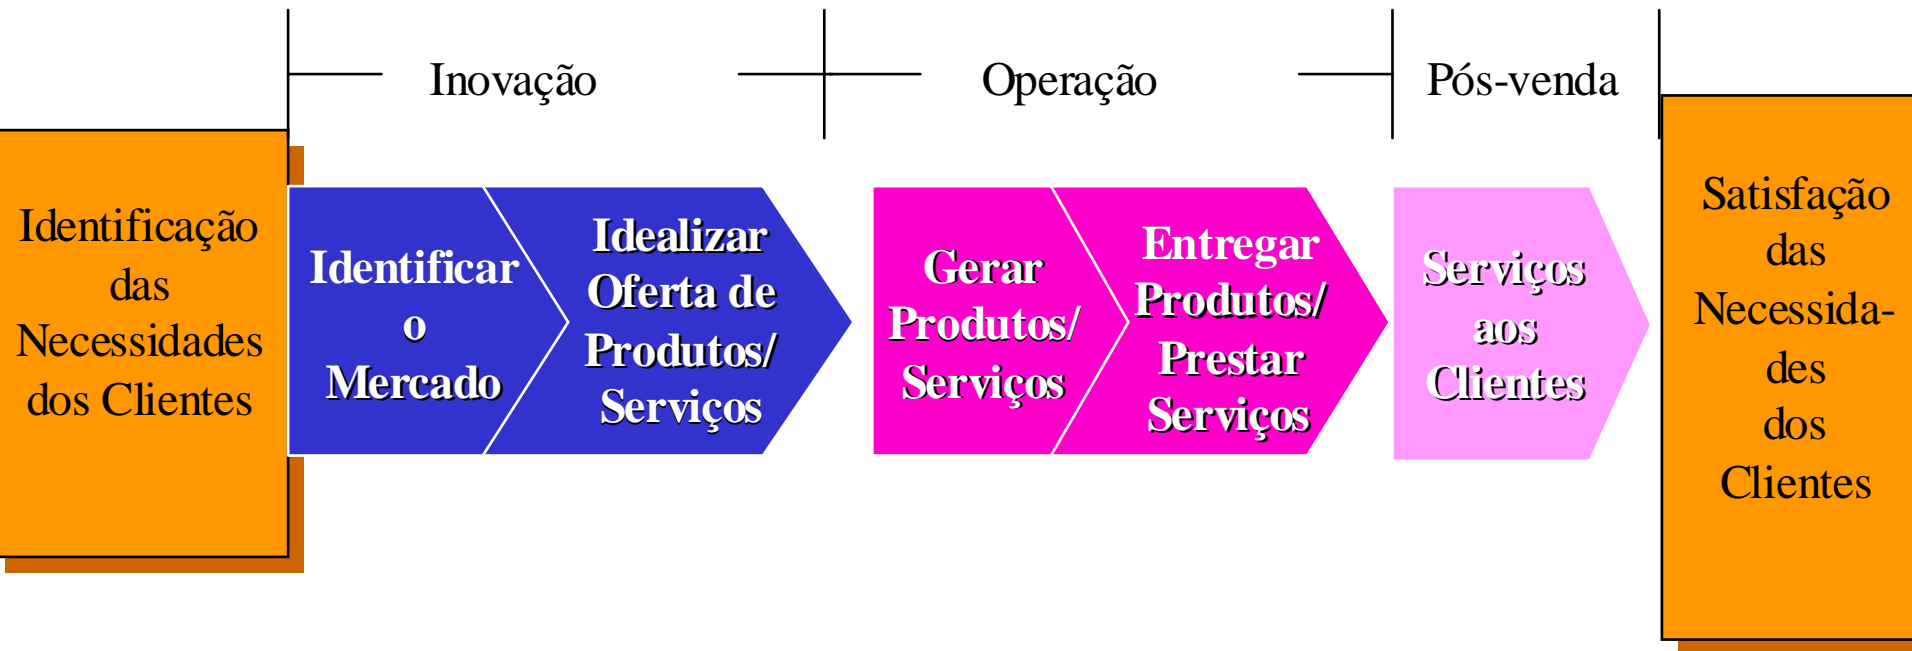 Inovação
Operação
Pós-venda
Identificação
das
Necessidades
dos Clientes
Identificar
o
Mercado
Idealizar
Oferta de
Produtos/
Serviços
Gerar
Produtos/
Serviços
Entregar
Produtos/
Prestar
Serviços
Serviços
aos
Clientes
Satisfação
das
Necessida-
des
dos
Clientes